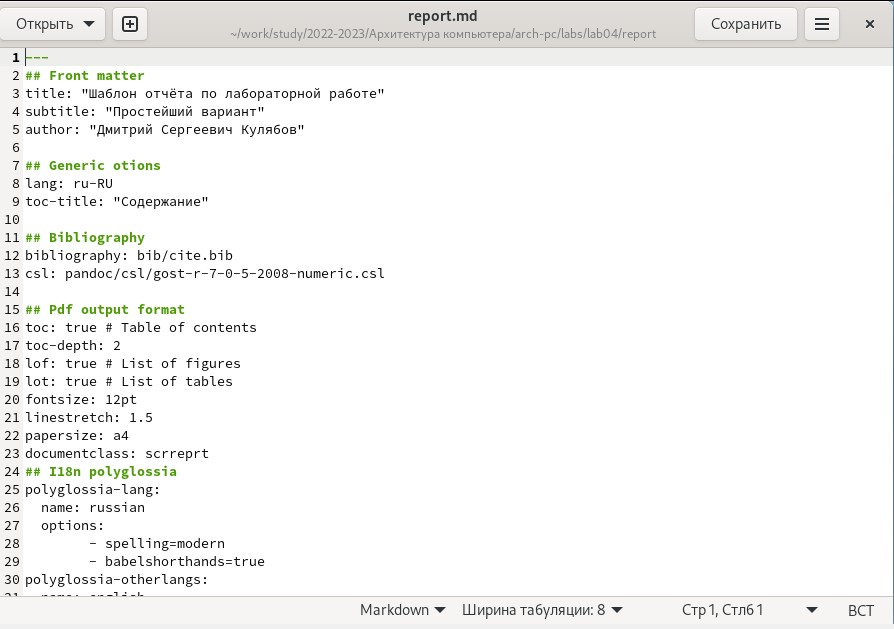 Открыть
report.md
~/work/study/2022-2023/Архитектура компьютера/arch-pc/labs/lab04/report
Сохранить
1 ---
2 ## Front matter
3 title: "Шаблон отчёта по лабораторной работе"
4 subtitle: "Простейший вариант"
5 author: "Дмитрий Сергеевич Кулябов"
6
7 ## Generic otions
8 lang: ru-RU
9 toc-title: "Содержание"
10
11 ## Bibliography
12 bibliography: bib/cite.bib
13 csl: pandoc/csl/gost-r-7-0-5-2008-numeric.csl
14
15 ## Pdf output format
16 toc: true # Table of contents
17 toc-depth: 2
18 lof: true # List of figures
19 lot: true # List of tables
20 fontsize: 12pt
21 linestretch: 1.5
22 papersize: a4
23 documentclass: scrreprt
24 ## I18n polyglossia
25 polyglossia-lang:
26   name: russian
27   options:
28         - spelling=modern
29         - babelshorthands=true
30 polyglossia-otherlangs:
31   name: english
Markdown Ширина табуляции: 8 Стр 1, Стлб 1 ВСТ